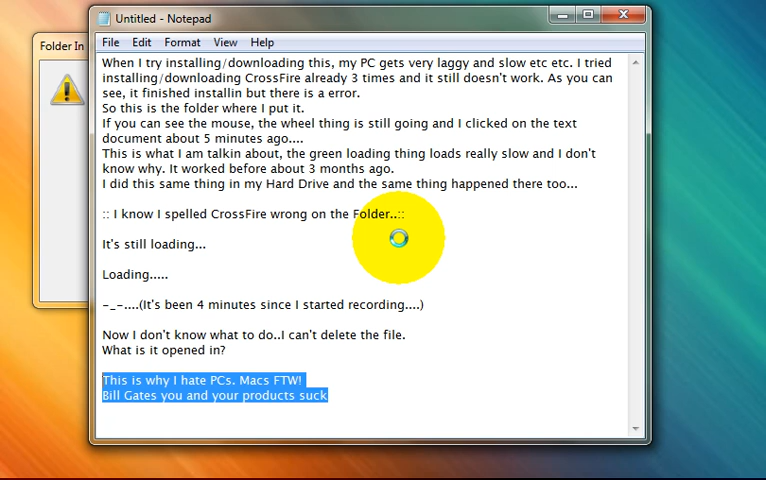 Untitled - Notepad
Folder In
File Edit Format View Help
When I try installing/downloading this, my PC gets very laggy and slow etc etc. I tried
installing/downloading CrossFire already 3 times and it still doesn't work. As you can
see, it finished installin but there is a error.
So this is the folder where I put it.
If you can see the mouse, the wheel thing is still going and I clicked on the text
document about 5 minutes ago....
This is what I am talkin about, the green loading thing loads really slow and I don't
know why. It worked before about 3 months ago.
I did this same thing in my Hard Drive and the same thing happened there too...
:: I know I spelled CrossFire wrong on the Folder..::
It's still loading...
Loading.....
-_-....(It's been 4 minutes since I started recording....)
Now I don't know what to do..I can't delete the file.
What is it opened in?
This is why I hate PCs. Macs FTW!
Bill Gates you and your products suck